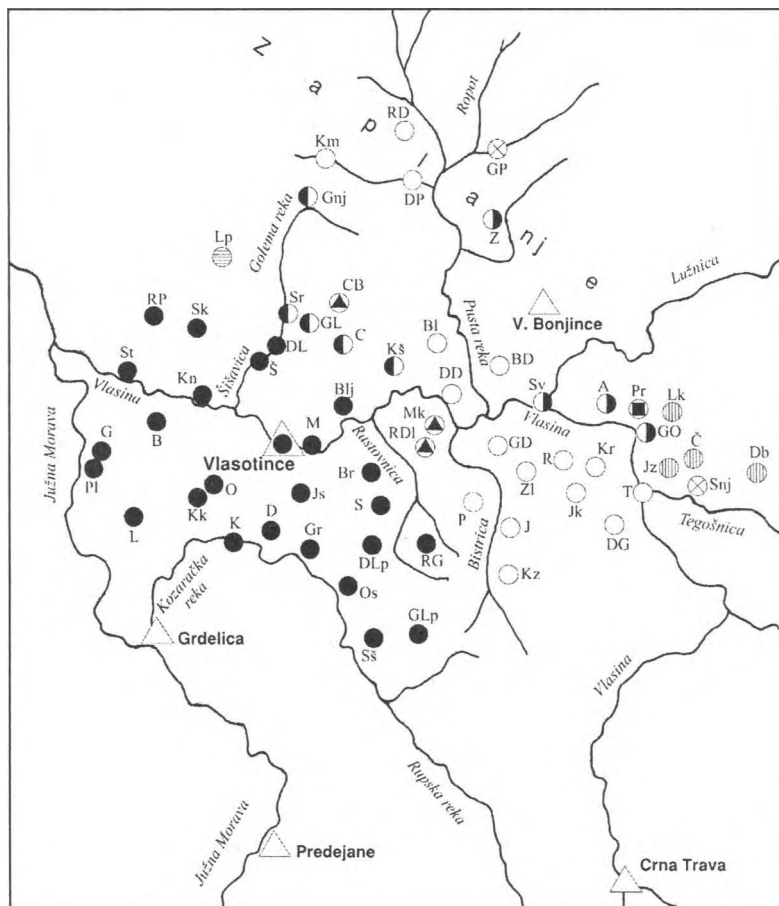 Z a p l a nj e
Ropot
RD
Km
GP
DP
Gnj
Z
Golema reka
Lp
Lužnica
CB
RP
Sk
Sr
GL
V. Bonjince
Pusta reka
C
BI
DL
Š
Šišavica
St
Kš
BD
DD
Vlasina
Kn
Blj
Sv
A
Pr
Lk
Mk
Vlasina
GO
RDl
B
M
Rastovnica
Južna Morava
G
Vlasotince
GD
R
Kr
Č
Db
Pl
Br
Zl
Jz
Snj
O
Js
Kk
S
P
Bistrica
Jk
T
Tegošnica
L
D
J
DG
K
Gr
DLp
RG
Kozaračka reka
Kz
Os
Grdelica
GLp
Sš
Vlasina
Rupska reka
Južna Morava
Predejane
Crna Trava